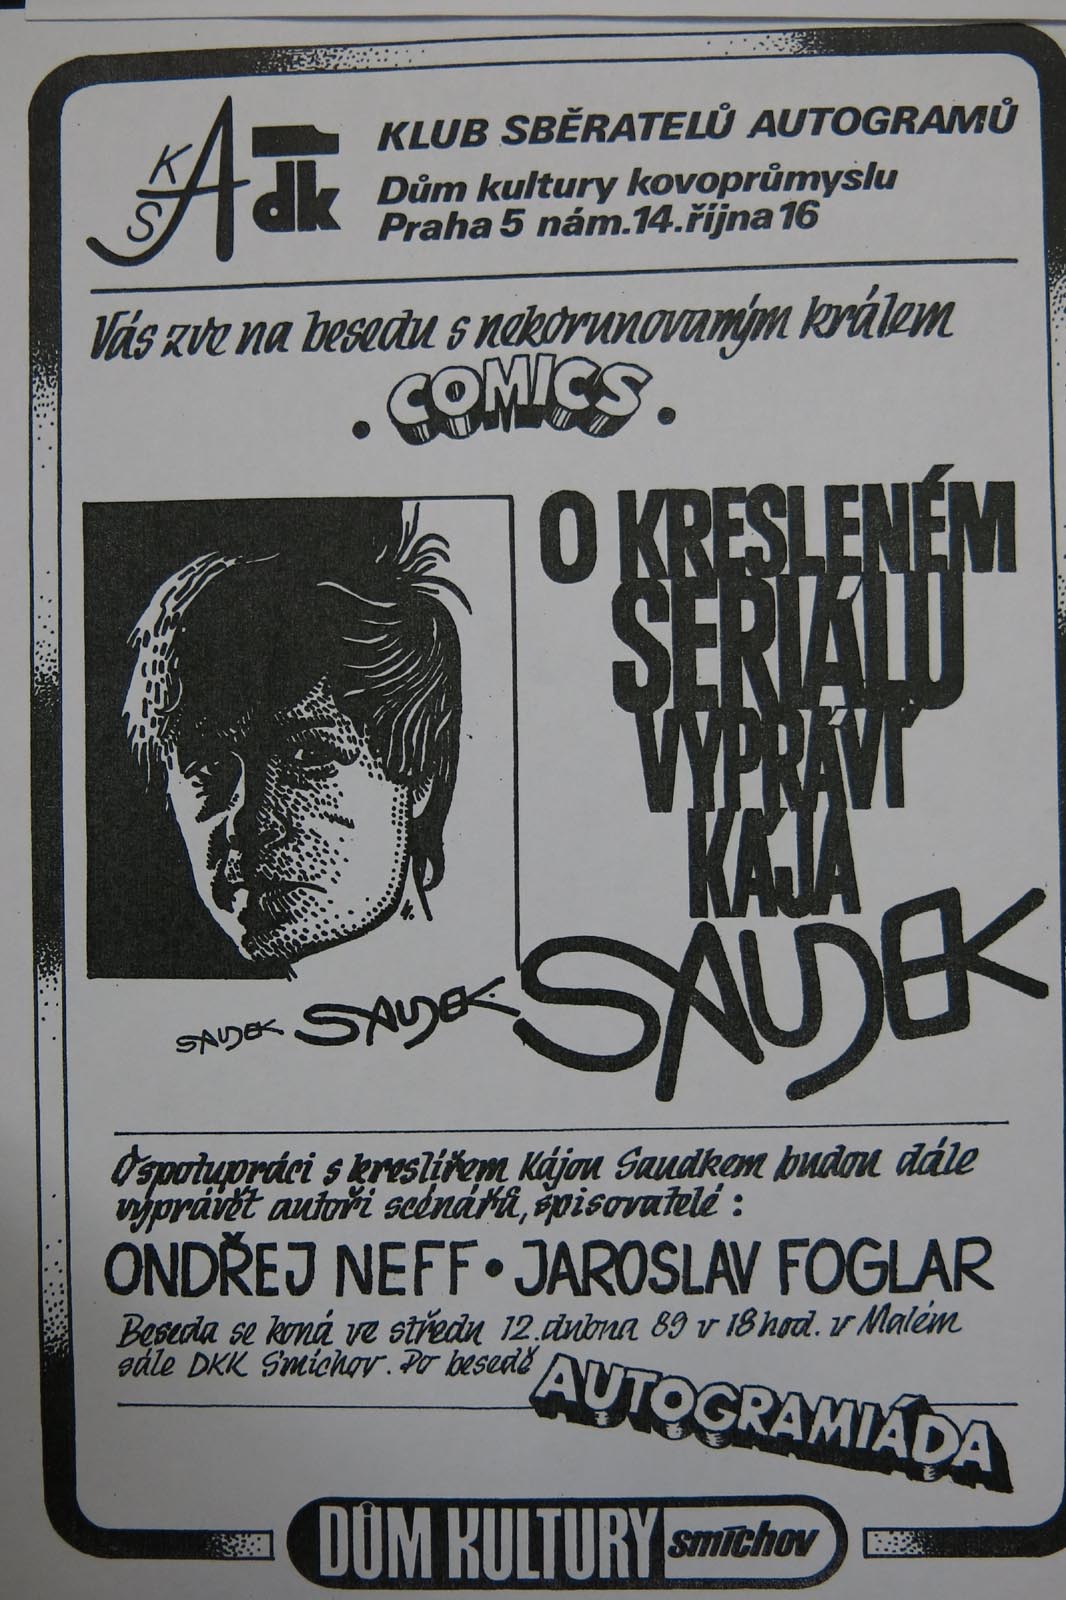 KSA dk
KLUB SBĚRATELŮ AUTOGRAMŮ
Dům kultury kovoprůmyslu
Praha 5 nám.14.října 16
Vás zve na besedu s nekorunovaným králem
• COMICS •
O KRESLENÉM
SERIÁLU
VYPRÁVÍ
KÁJA
SAUDEK
SAUDEK SAUDEK
O spolupráci s kreslířem Kájou Saudkem budou dále
vyprávět autoři scénářů, spisovatelé :
ONDŘEJ NEFF • JAROSLAV FOGLAR
Beseda se koná ve středu 12. dubna 89 v 18 hod. v Malém
sále DKK Smíchov. Po besedě
AUTOGRAMIÁDA
DŮM KULTURY smíchov